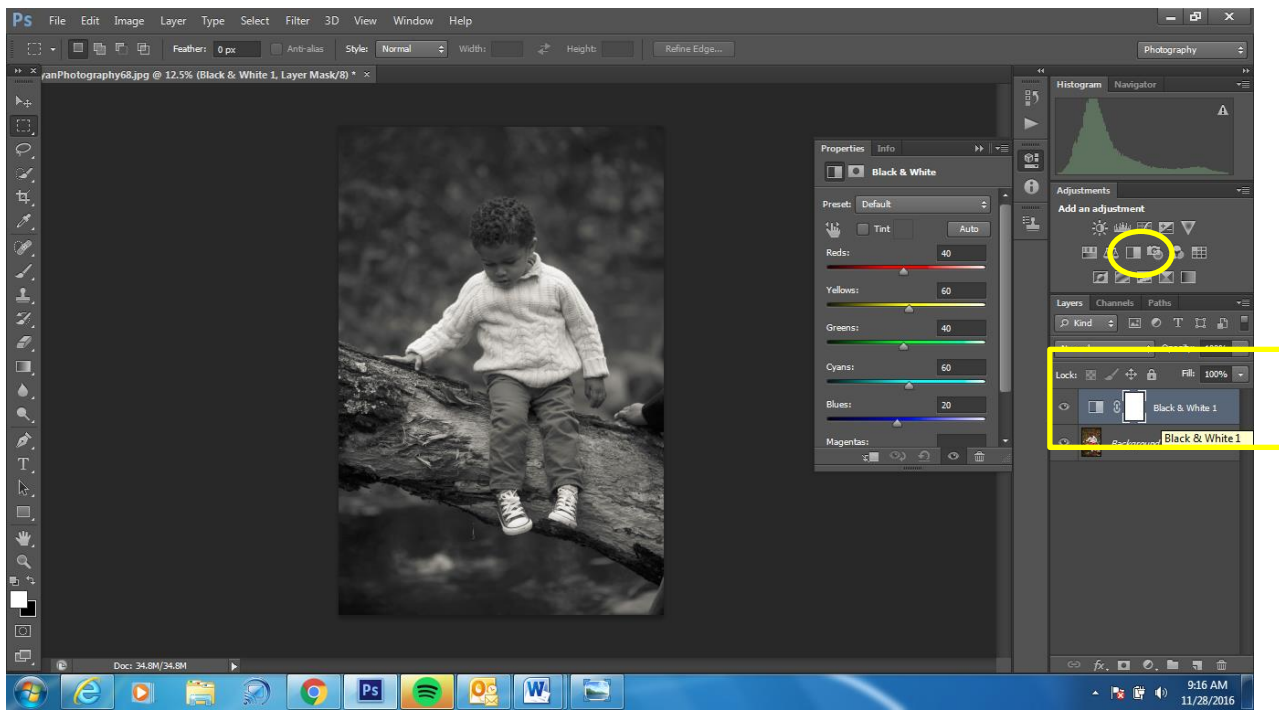 Ps File Edit Image Layer Type Select Filter 3D View Window Help
Feather: 0 px Anti-alias Style: Normal Width: Height: Refine Edge... Photography
yanPhotography68.jpg @ 12.5% (Black & White 1, Layer Mask/8) * ×
Histogram Navigator
Properties Info
Black & White
Preset: Default
Tint Auto
Reds: 40
Yellows: 60
Greens: 40
Cyans: 60
Blues: 20
Magentas:
Adjustments
Add an adjustment
Layers Channels Paths
Kind
100%
Lock: Fill: 100%
Black & White 1
Background
Black & White 1
Doc: 34.8M/34.8M
fx
Ps
W
9:16 AM
11/28/2016